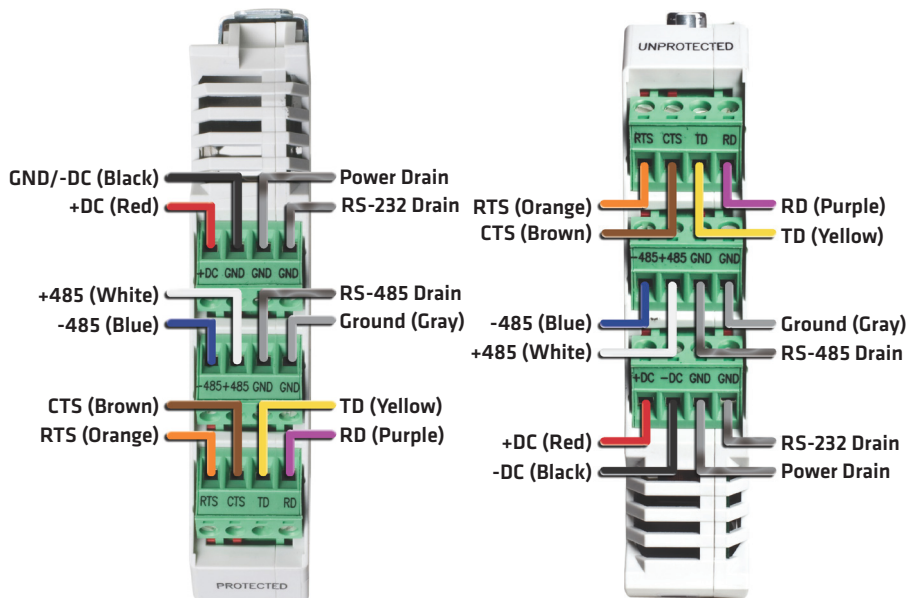 GND/-DC (Black)
Power Drain
+DC (Red)
RS-232 Drain
+DC GND GND GND
+485 (White)
RS-485 Drain
-485 (Blue)
Ground (Gray)
-485 +485 GND GND
CTS (Brown)
TD (Yellow)
RTS (Orange)
RD (Purple)
RTS CTS TD RD
PROTECTED
UNPROTECTED
RTS CTS TD RD
RTS (Orange)
RD (Purple)
CTS (Brown)
TD (Yellow)
-485 +485 GND GND
-485 (Blue)
Ground (Gray)
+485 (White)
RS-485 Drain
+DC -DC GND GND
+DC (Red)
RS-232 Drain
-DC (Black)
Power Drain